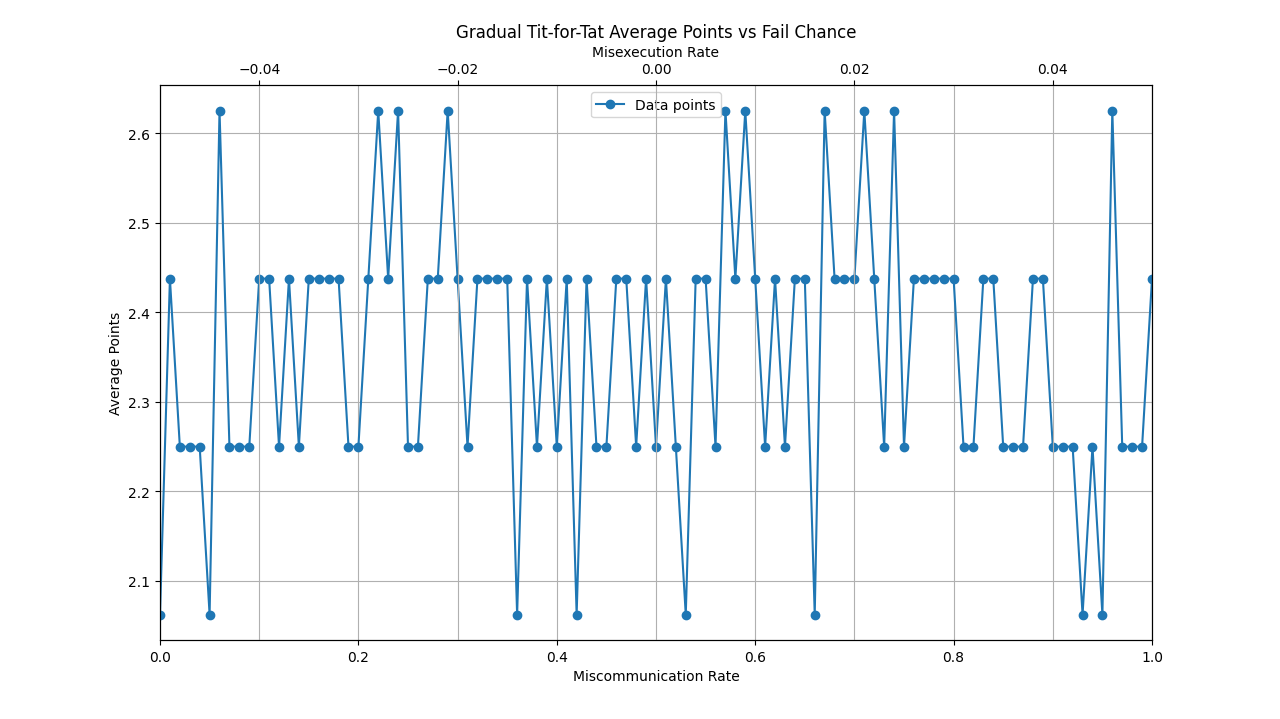 Gradual Tit-for-Tat Average Points vs Fail Chance
Misexecution Rate
−0.04 −0.02 0.00 0.02 0.04
Data points
2.6
2.5
2.4
2.3
2.2
2.1
Average Points
0.0 0.2 0.4 0.6 0.8 1.0
Miscommunication Rate